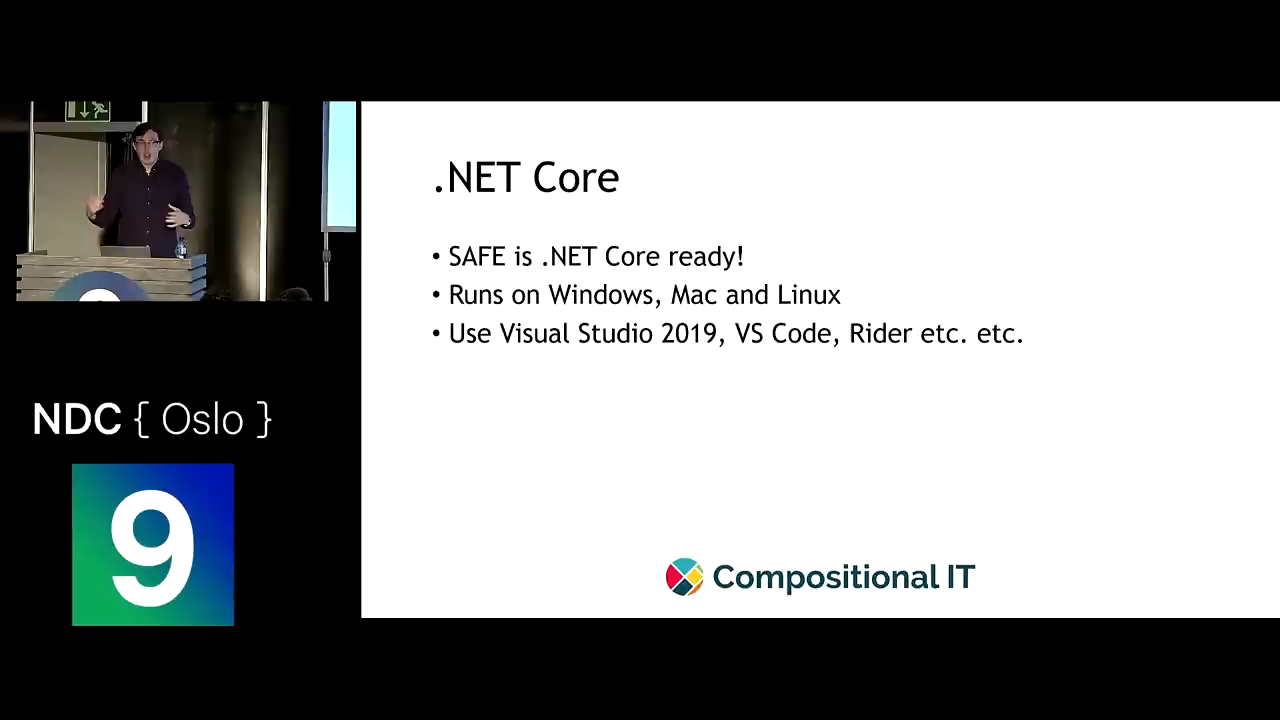 .NET Core
• SAFE is .NET Core ready!
• Runs on Windows, Mac and Linux
• Use Visual Studio 2019, VS Code, Rider etc. etc.
NDC { Oslo }
9
Compositional IT